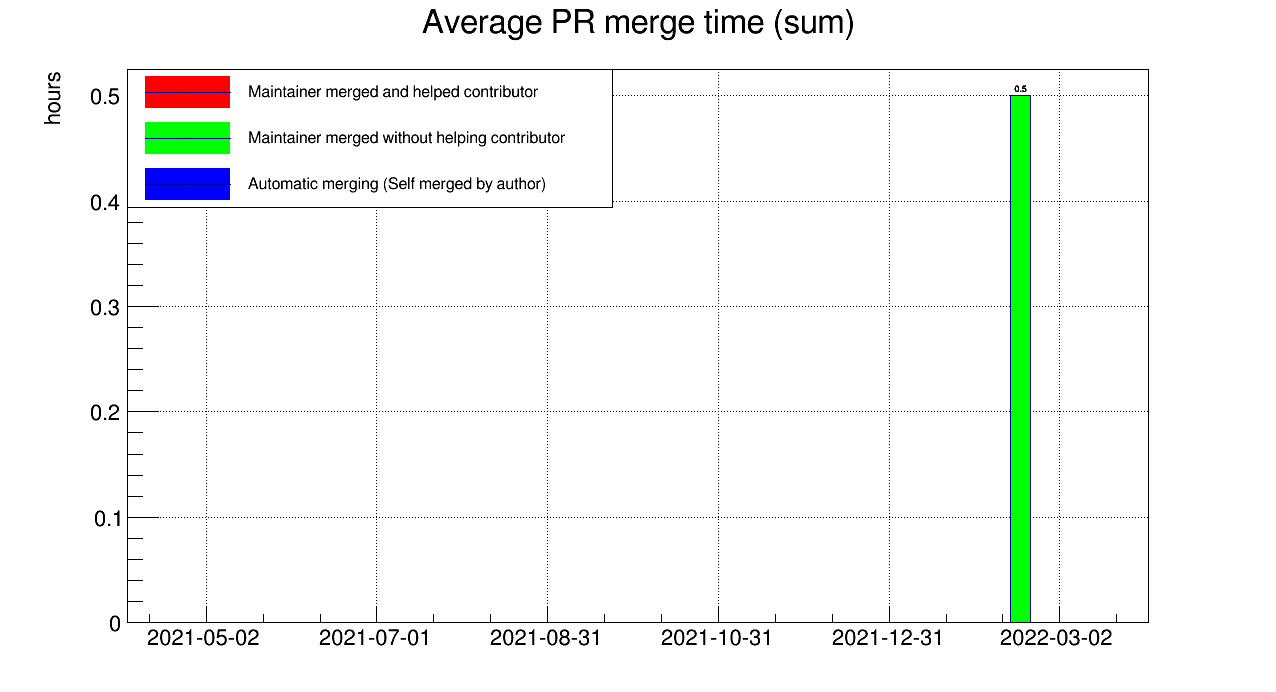 Average PR merge time (sum)
hours
Maintainer merged and helped contributor
Maintainer merged without helping contributor
Automatic merging (Self merged by author)
0.5
0.5
0.4
0.3
0.2
0.1
0
2021-05-02 2021-07-01 2021-08-31 2021-10-31 2021-12-31 2022-03-02